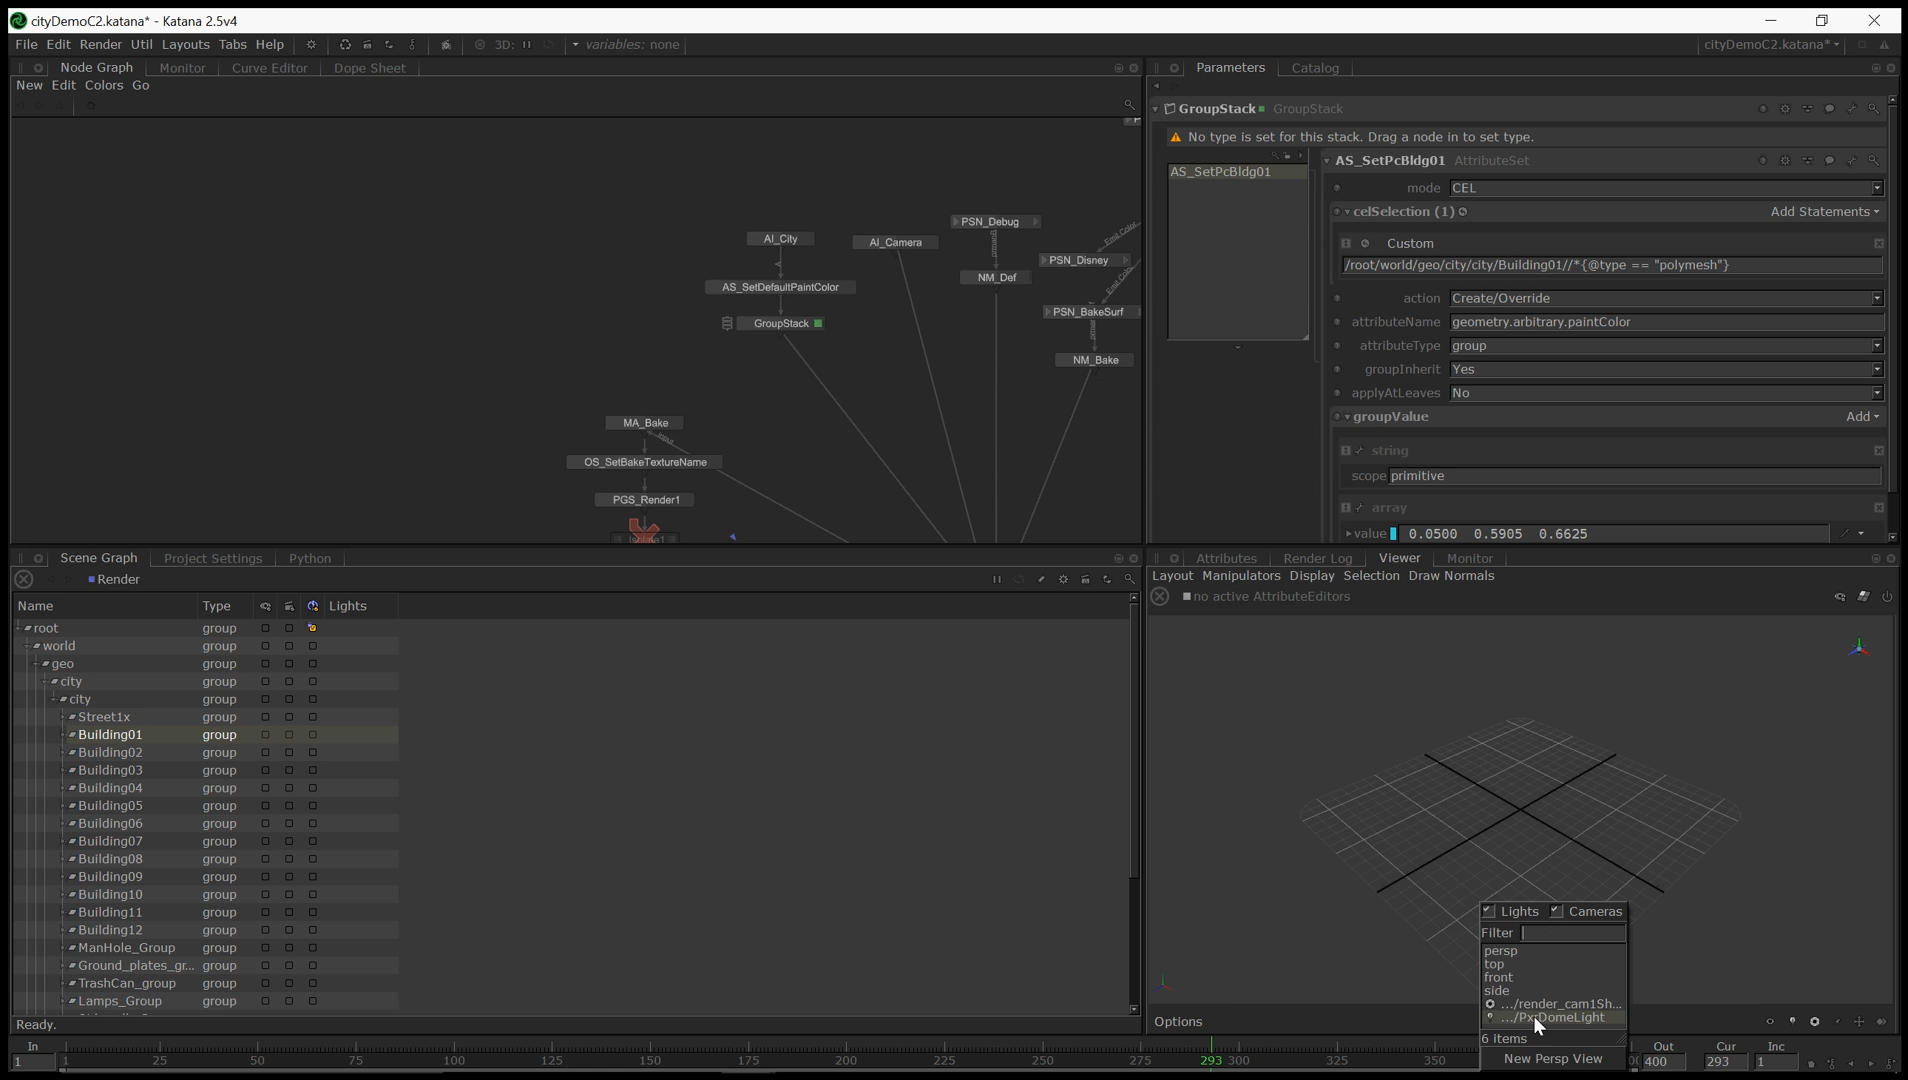 cityDemoC2.katana* - Katana 2.5v4
File Edit Render Util Layouts Tabs Help 3D: variables: none cityDemoC2.katana*
Node Graph Monitor Curve Editor Dope Sheet
New Edit Colors Go
PSN_Debug
AI_City
AI_Camera
Emit Color
PSN_Disney
NM_Def
AS_SetDefaultPaintColor
PSN_BakeSurf
GroupStack
NM_Bake
MA_Bake
input
OS_SetBakeTextureName
PGS_Render1
Isolate1
Parameters Catalog
GroupStack GroupStack
No type is set for this stack. Drag a node in to set type.
AS_SetPcBldg01
AS_SetPcBldg01 AttributeSet
mode CEL
celSelection (1) Add Statements
Custom
/root/world/geo/city/city/Building01//*{@type == "polymesh"}
action Create/Override
attributeName geometry.arbitrary.paintColor
attributeType group
groupInherit Yes
applyAtLeaves No
groupValue Add
string
scope primitive
array
value 0.0500 0.5905 0.6625
Scene Graph Project Settings Python
Render
Name Type Lights
root group
world group
geo group
city group
city group
Street1x group
Building01 group
Building02 group
Building03 group
Building04 group
Building05 group
Building06 group
Building07 group
Building08 group
Building09 group
Building10 group
Building11 group
Building12 group
ManHole_Group group
Ground_plates_gr... group
TrashCan_group group
Lamps_Group group
Ready.
Attributes Render Log Viewer Monitor
Layout Manipulators Display Selection Draw Normals
no active AttributeEditors
Lights Cameras
Filter
persp
top
front
side
.../render_cam1Sh...
.../PxrDomeLight
6 items
New Persp View
Options
In Out Cur Inc
1 1 25 50 75 100 125 150 175 200 225 250 275 293 300 325 350 400 293 1